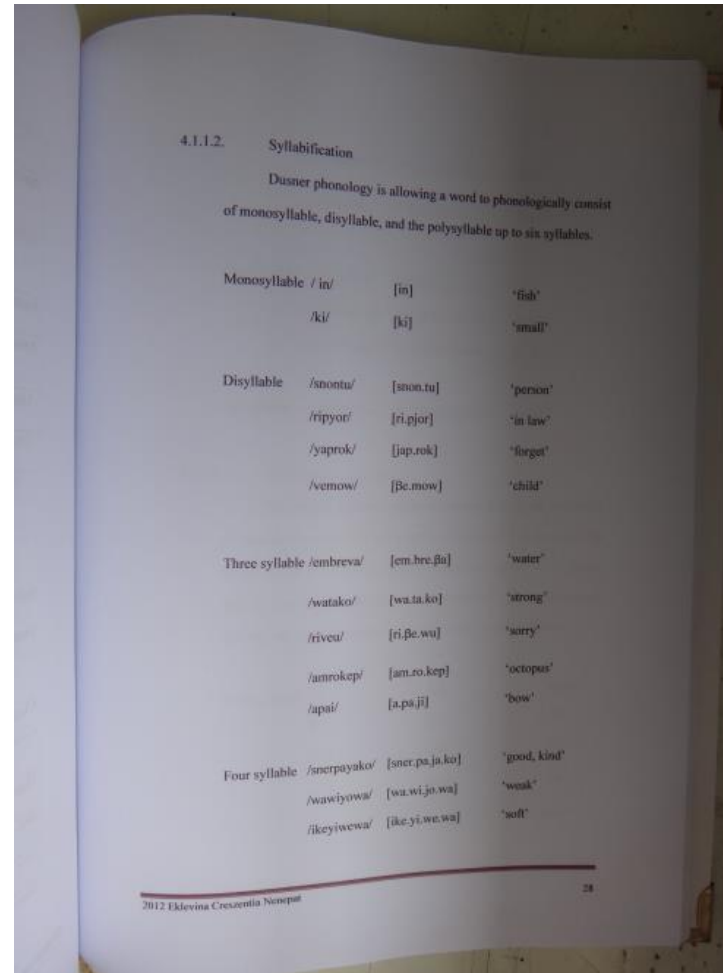 4.1.1.2. Syllabification
Dusner phonology is allowing a word to phonologically consist
of monosyllable, disyllable, and the polysyllable up to six syllables.
Monosyllable / in/ [in] ‘fish’
/ki/ [ki] ‘small’
Disyllable /snontu/ [snon.tu] ‘person’
/ripyor/ [ri.pjor] ‘in law’
/yaprok/ [jap.rok] ‘forget’
/vemow/ [βe.mow] ‘child’
Three syllable /embreva/ [em.bre.βa] ‘water’
/watako/ [wa.ta.ko] ‘strong’
/riveu/ [ri.βe.wu] ‘sorry’
/amrokep/ [am.ro.kep] ‘octopus’
/apai/ [a.pa.ji] ‘bow’
Four syllable /snerpayako/ [sner.pa.ja.ko] ‘good, kind’
/wawiyowa/ [wa.wi.jo.wa] ‘weak’
/ikeyiwewa/ [ike.yi.we.wa] ‘soft’
28
2012 Eklevina Creszentia Nenepat